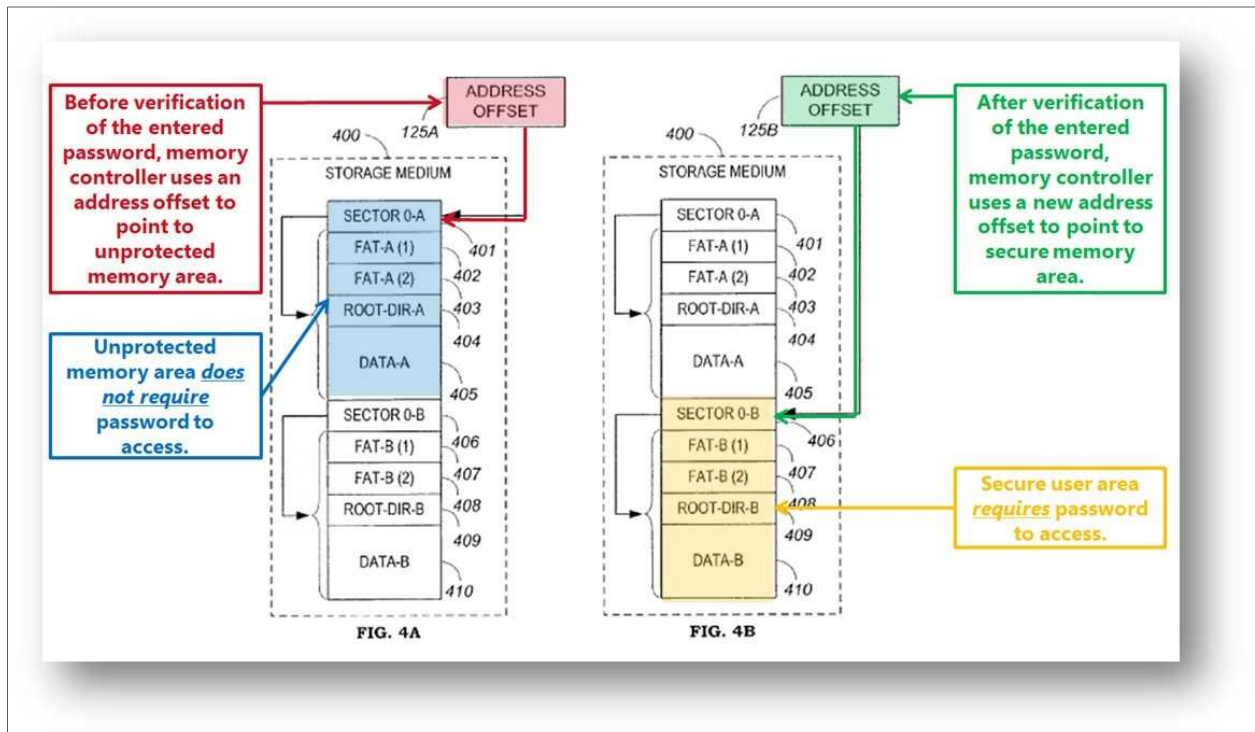 Before verification
of the entered
password, memory
controller uses an
address offset to
point to
unprotected
memory area.
Unprotected
memory area does
not require
password to
access.
ADDRESS
OFFSET
125A
400
STORAGE MEDIUM
SECTOR 0-A
401
FAT-A (1)
402
FAT-A (2)
403
ROOT-DIR-A
404
DATA-A
405
SECTOR 0-B
406
FAT-B (1)
407
FAT-B (2)
408
ROOT-DIR-B
409
DATA-B
410
FIG. 4A
ADDRESS
OFFSET
125B
400
STORAGE MEDIUM
SECTOR 0-A
401
FAT-A (1)
402
FAT-A (2)
403
ROOT-DIR-A
404
DATA-A
405
SECTOR 0-B
406
FAT-B (1)
407
FAT-B (2)
408
ROOT-DIR-B
409
DATA-B
410
FIG. 4B
After verification
of the entered
password,
memory controller
uses a new address
offset to point to
secure memory
area.
Secure user area
requires password
to access.